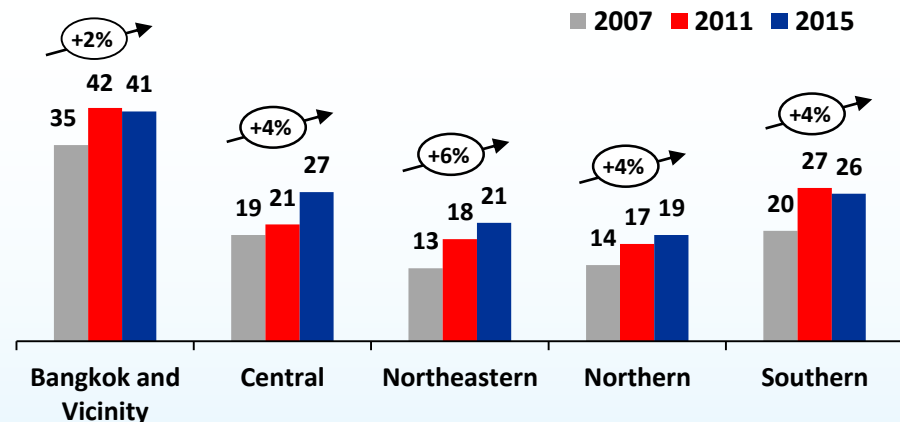 2007 2011 2015
+2%
35 42 41
+4%
19 21 27
+6%
13 18 21
+4%
14 17 19
+4%
20 27 26
Bangkok and
Vicinity
Central
Northeastern
Northern
Southern